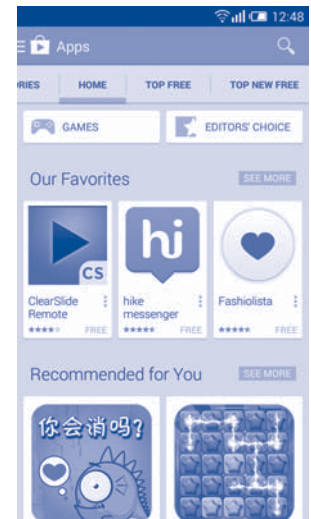 12:48
Apps
RIES HOME TOP FREE TOP NEW FREE
GAMES EDITORS' CHOICE
Our Favorites SEE MORE
CS hi
ClearSlide Remote hike messenger Fashiolista
FREE FREE FREE
Recommended for You SEE MORE
你会消吗?